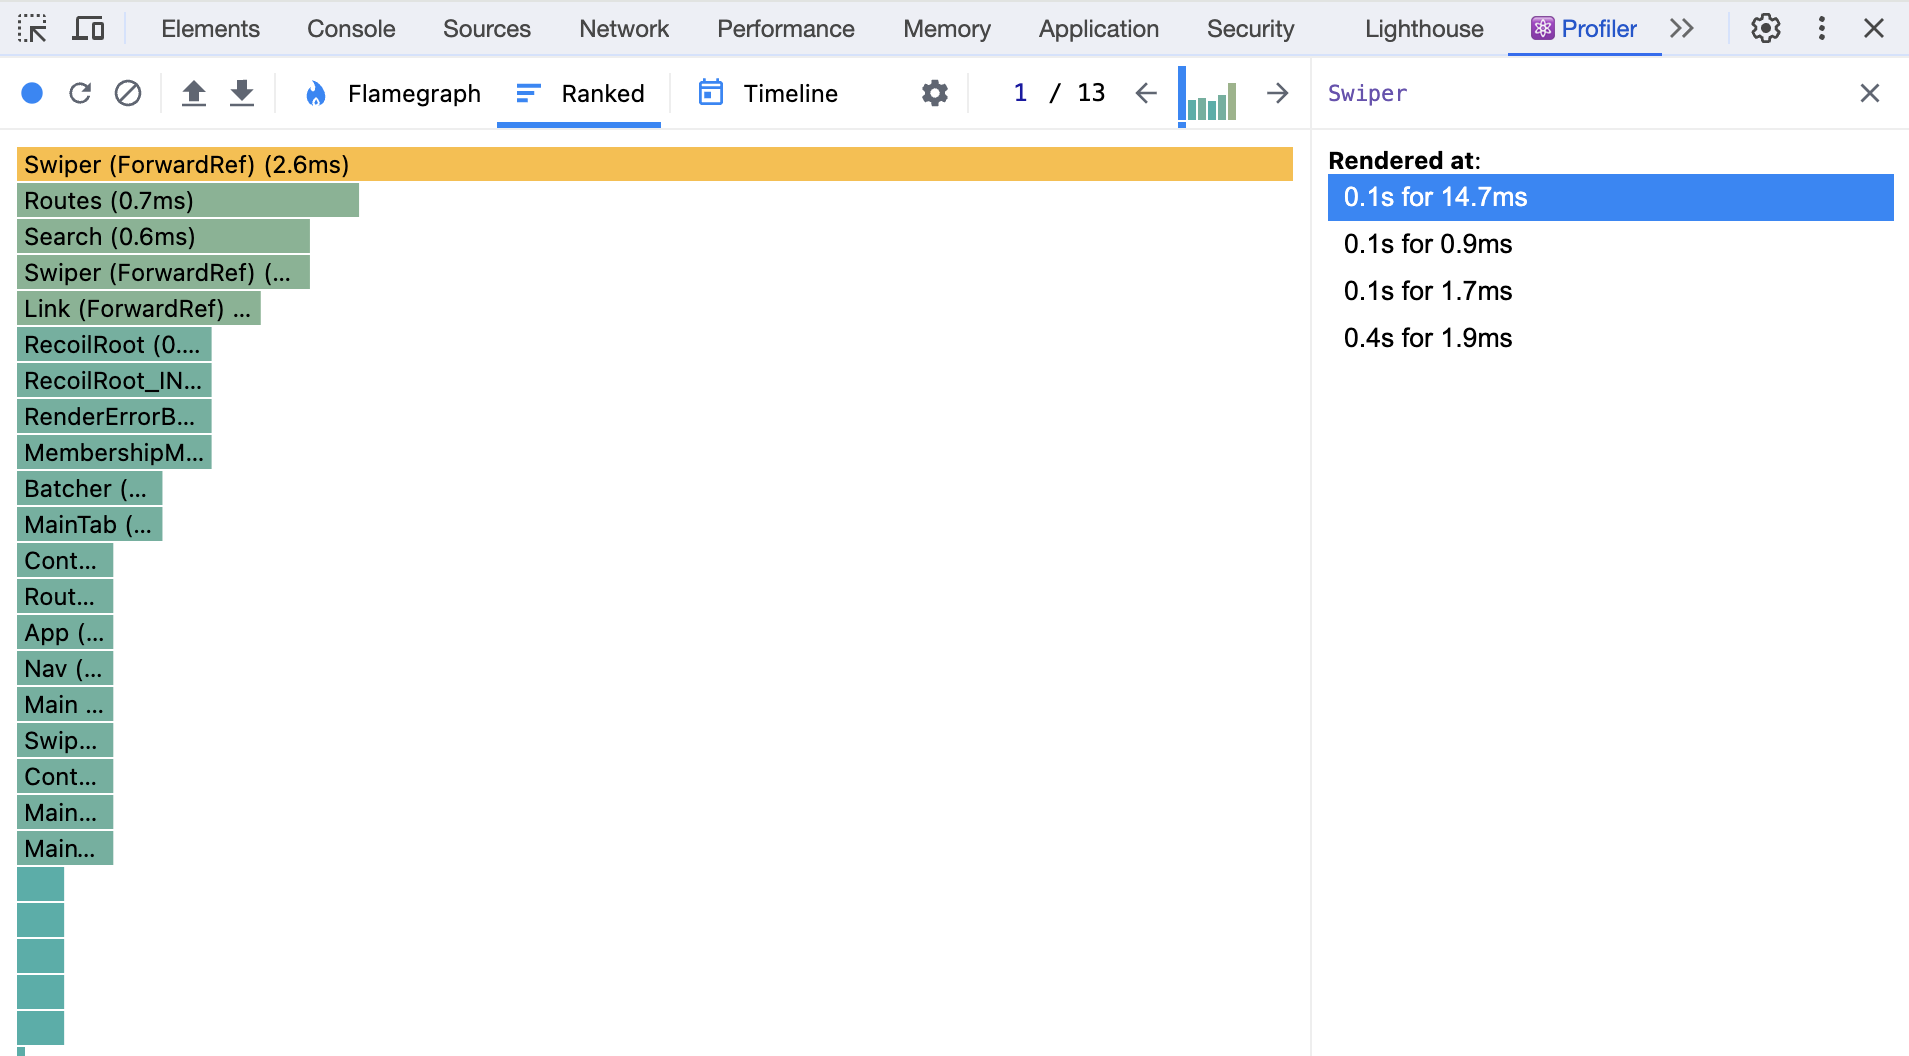 Elements Console Sources Network Performance Memory Application Security Lighthouse Profiler
Flamegraph Ranked Timeline 1 / 13 Swiper
Swiper (ForwardRef) (2.6ms)
Routes (0.7ms)
Search (0.6ms)
Swiper (ForwardRef) (...
Link (ForwardRef) ...
RecoilRoot (0....
RecoilRoot_IN...
RenderErrorB...
MembershipM...
Batcher (...
MainTab (...
Cont...
Rout...
App (...
Nav (...
Main ...
Swip...
Cont...
Main...
Main...
Rendered at:
0.1s for 14.7ms
0.1s for 0.9ms
0.1s for 1.7ms
0.4s for 1.9ms